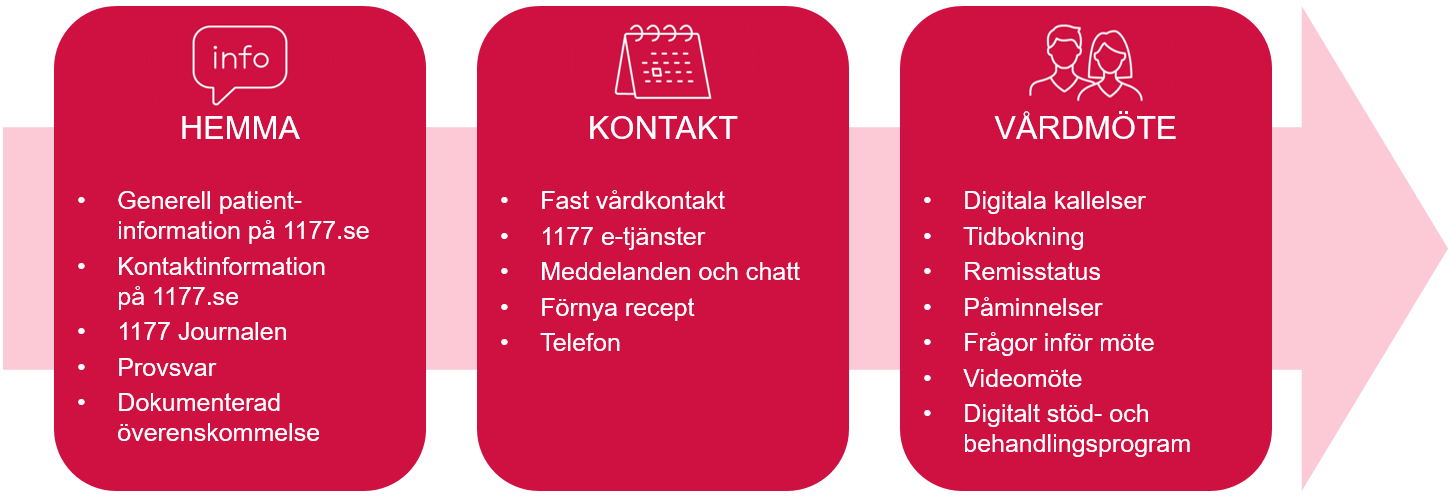 info
HEMMA
• Generell patient-
information på 1177.se
• Kontaktinformation
på 1177.se
• 1177 Journalen
• Provsvar
• Dokumenterad
överenskommelse
KONTAKT
• Fast vårdkontakt
• 1177 e-tjänster
• Meddelanden och chatt
• Förnya recept
• Telefon
VÅRDMÖTE
• Digitala kallelser
• Tidbokning
• Remisstatus
• Påminnelser
• Frågor inför möte
• Videomöte
• Digitalt stöd- och
behandlingsprogram